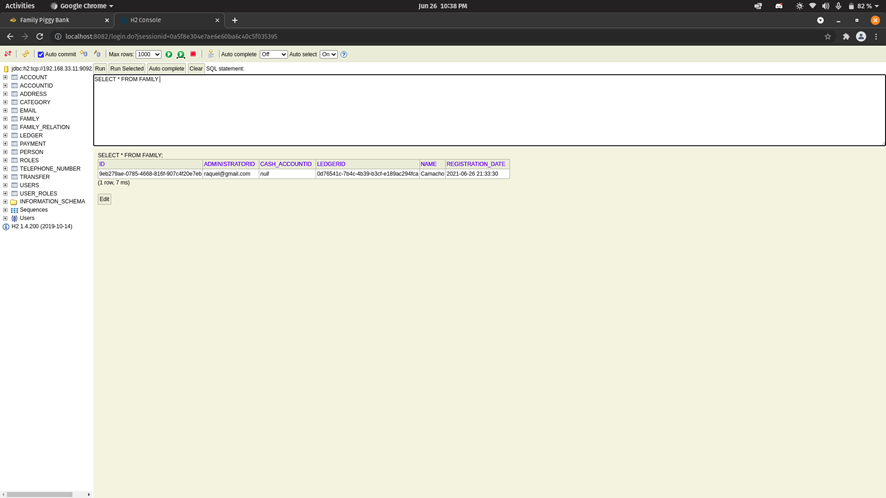 Activities
Google Chrome
Jun 26 10:38 PM
82 %
Family Piggy Bank
H2 Console
localhost:8082/login.do?jsessionid=0a5f8e304e7ae6e60ba6c40c5f035395
Auto commit
Max rows:
1000
Auto complete
Off
Auto select
On
jdbc:h2:tcp://192.168.33.11:9092
ACCOUNT
ACCOUNTID
ADDRESS
CATEGORY
EMAIL
FAMILY
FAMILY_RELATION
LEDGER
PAYMENT
PERSON
ROLES
TELEPHONE_NUMBER
TRANSFER
USERS
USER_ROLES
INFORMATION_SCHEMA
Sequences
Users
H2 1.4.200 (2019-10-14)
Run Run Selected Auto complete Clear SQL statement:
SELECT * FROM FAMILY
SELECT * FROM FAMILY;
ID ADMINISTRATORID CASH_ACCOUNTID LEDGERID NAME REGISTRATION_DATE
9eb279ae-0785-4668-816f-907c4f20e7eb raquel@gmail.com null 0d76541c-7b4c-4b39-b3cf-e189ac294fca Camacho 2021-06-26 21:33:30
(1 row, 7 ms)
Edit